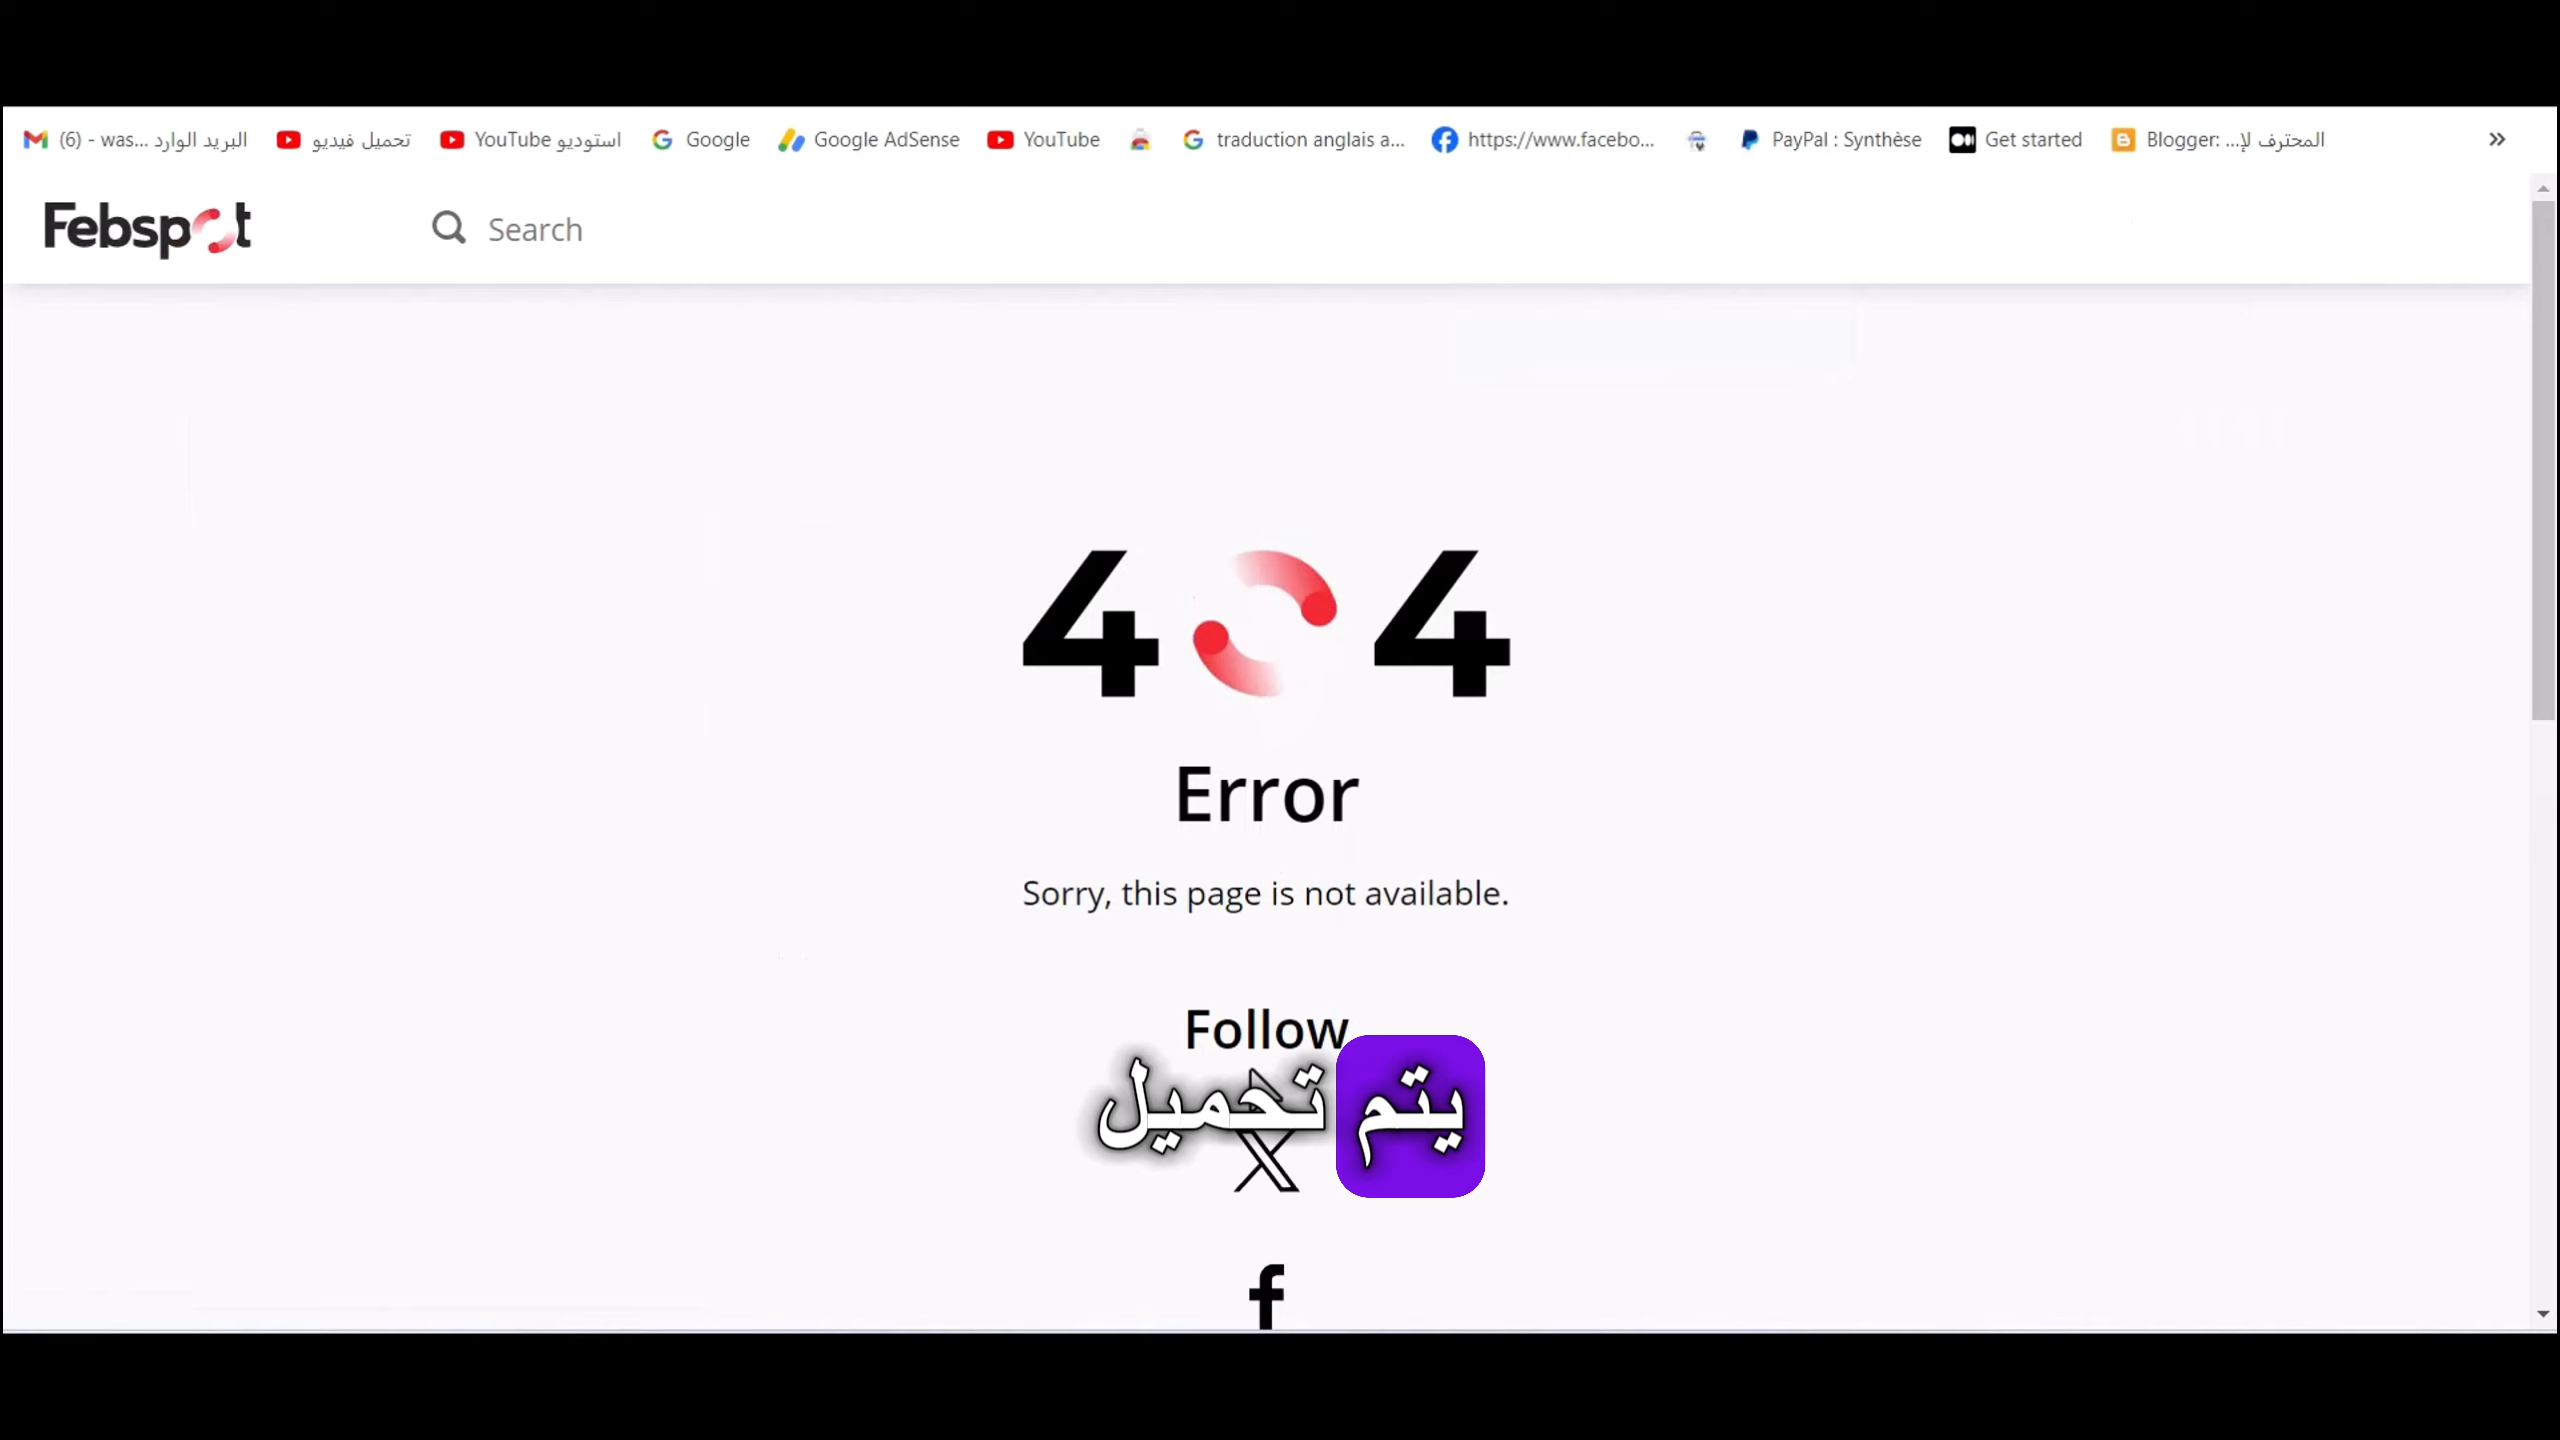 (6) - was... البريد الوارد تحميل فيديو YouTube استوديو Google Google AdSense YouTube traduction anglais a... https://www.facebo... PayPal : Synthèse Get started Blogger: ...المحترف لإ
Febspot Search
404
Error
Sorry, this page is not available.
Follow
يتم تحميل